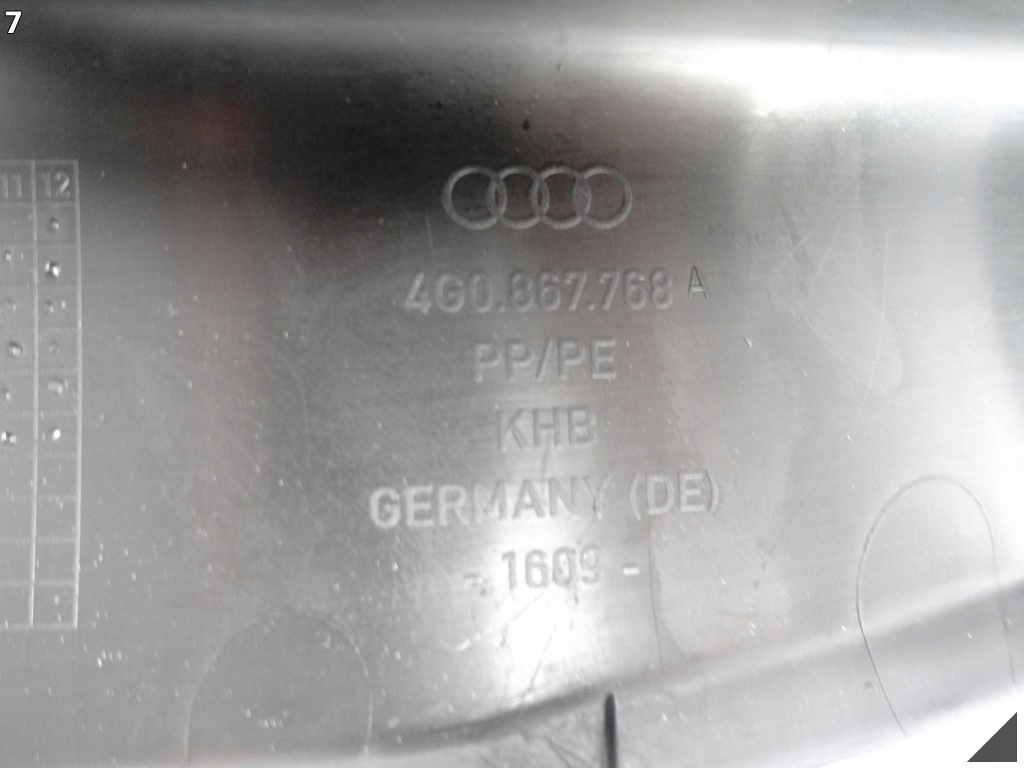 7
11 12
4G0.867.768 A
PP/PE
KHB
GERMANY (DE)
- 1609 -